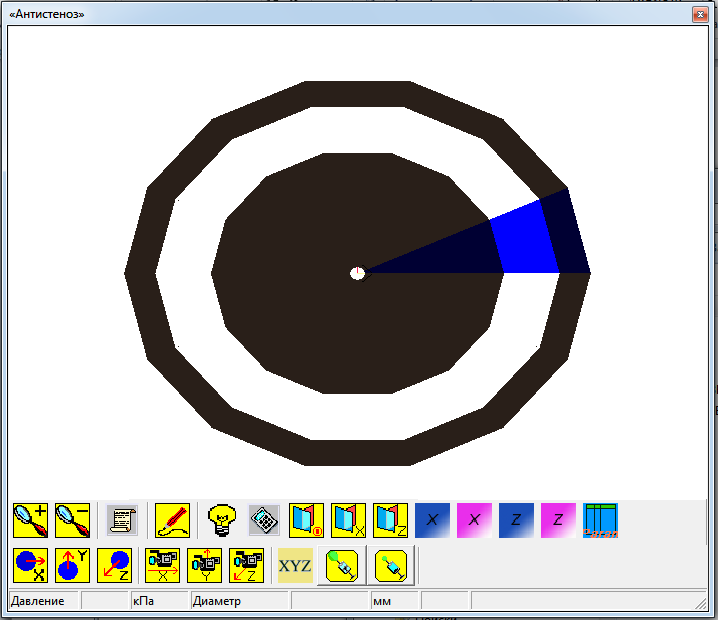 «Антистеноз»
X
Z
X X Z Z
X Y Z X Y Z XYZ
Давление кПа Диаметр мм